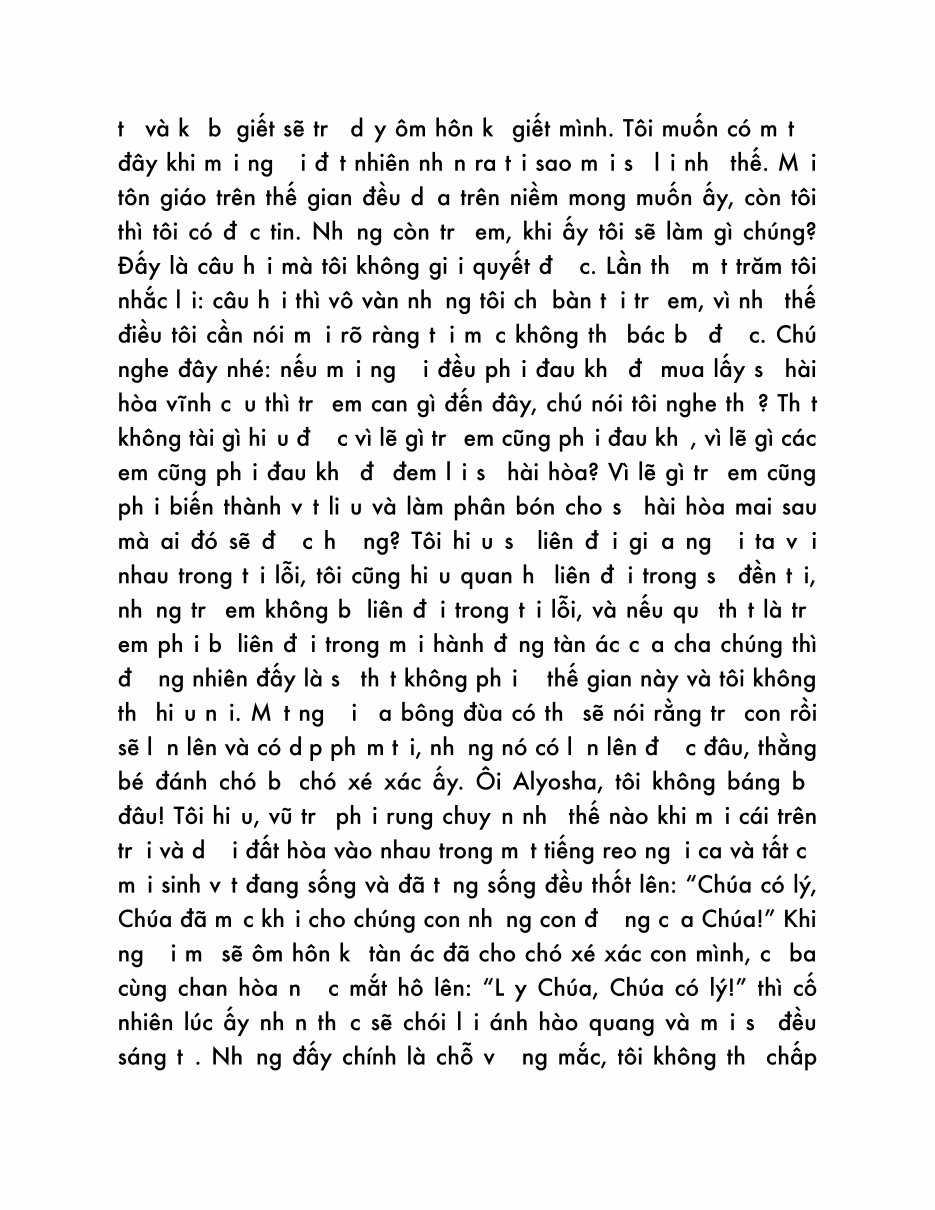 t và k b giết sẽ tr d y ôm hôn k giết mình. Tôi muốn có m t
đây khi m i ng i đ t nhiên nh n ra t i sao m i s l i nh thế. M i
tôn giáo trên thế gian đều d a trên niềm mong muốn ấy, còn tôi
thì tôi có đ c tin. Nh ng còn tr em, khi ấy tôi sẽ làm gì chúng?
Đấy là câu h i mà tôi không gi i quyết đ c. Lần th m t trăm tôi
nhắc l i: câu h i thì vô vàn nh ng tôi ch bàn t i tr em, vì nh thế
điều tôi cần nói m i rõ ràng t i m c không th bác b đ c. Chú
nghe đây nhé: nếu m i ng i đều ph i đau kh đ mua lấy s hài
hòa vĩnh c u thì tr em can gì đến đây, chú nói tôi nghe th ? Th t
không tài gì hi u đ c vì lẽ gì tr em cũng ph i đau kh , vì lẽ gì các
em cũng ph i đau kh đ đem l i s hài hòa? Vì lẽ gì tr em cũng
ph i biến thành v t li u và làm phân bón cho s hài hòa mai sau
mà ai đó sẽ đ c h ng? Tôi hi u s liên đ i gi a ng i ta v i
nhau trong t i lỗi, tôi cũng hi u quan h liên đ i trong s đền t i,
nh ng tr em không b liên đ i trong t i lỗi, và nếu qu th t là tr
em ph i b liên đ i trong m i hành đ ng tàn ác c a cha chúng thì
đ ng nhiên đấy là s th t không ph i thế gian này và tôi không
th hi u n i. M t ng i a bông đùa có th sẽ nói rằng tr con rồi
sẽ l n lên và có d p ph m t i, nh ng nó có l n lên đ c đâu, thằng
bé đánh chó b chó xé xác ấy. Ôi Alyosha, tôi không báng b
đâu! Tôi hi u, vũ tr ph i rung chuy n nh thế nào khi m i cái trên
tr i và d i đất hòa vào nhau trong m t tiếng reo ng i ca và tất c
m i sinh v t đang sống và đã t ng sống đều thốt lên: “Chúa có lý,
Chúa đã m c kh i cho chúng con nh ng con đ ng c a Chúa!” Khi
ng i m sẽ ôm hôn k tàn ác đã cho chó xé xác con mình, c ba
cùng chan hòa n c mắt hô lên: “L y Chúa, Chúa có lý!” thì cố
nhiên lúc ấy nh n th c sẽ chói l i ánh hào quang và m i s đều
sáng t . Nh ng đấy chính là chỗ v ng mắc, tôi không th chấp